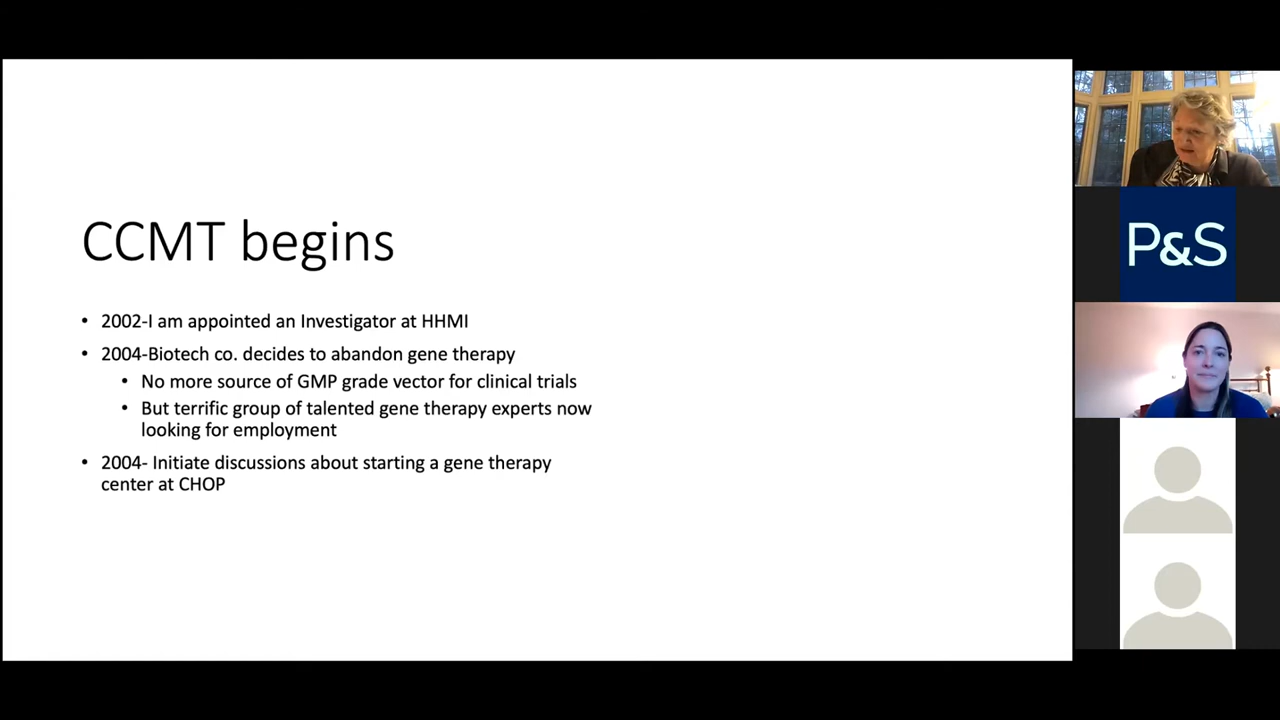 CCMT begins
• 2002-I am appointed an Investigator at HHMI
• 2004-Biotech co. decides to abandon gene therapy
• No more source of GMP grade vector for clinical trials
• But terrific group of talented gene therapy experts now
looking for employment
• 2004- Initiate discussions about starting a gene therapy
center at CHOP
P&S